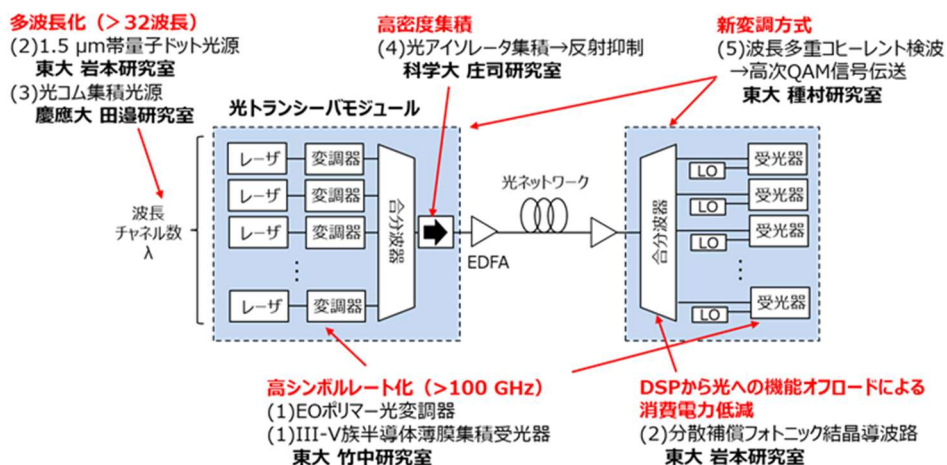 多波長化（＞32波長）
(2)1.5 μm帯量子ドット光源
東大 岩本研究室
(3)光コム集積光源
慶應大 田邉研究室
高密度集積
(4)光アイソレータ集積→反射抑制
科学大 庄司研究室
新変調方式
(5)波長多重コヒーレント検波
→高次QAM信号伝送
東大 種村研究室
光トランシーバモジュール
波長
チャネル数
λ
レーザ 変調器
レーザ 変調器
レーザ 変調器
…
レーザ 変調器
合分波器
EDFA
光ネットワーク
合分波器
LO 受光器
LO 受光器
LO 受光器
…
LO 受光器
高シンボルレート化（>100 GHz）
(1)EOポリマー光変調器
(1)III-V族半導体薄膜集積受光器
東大 竹中研究室
DSPから光への機能オフロードによる
消費電力低減
(2)分散補償フォトニック結晶導波路
東大 岩本研究室